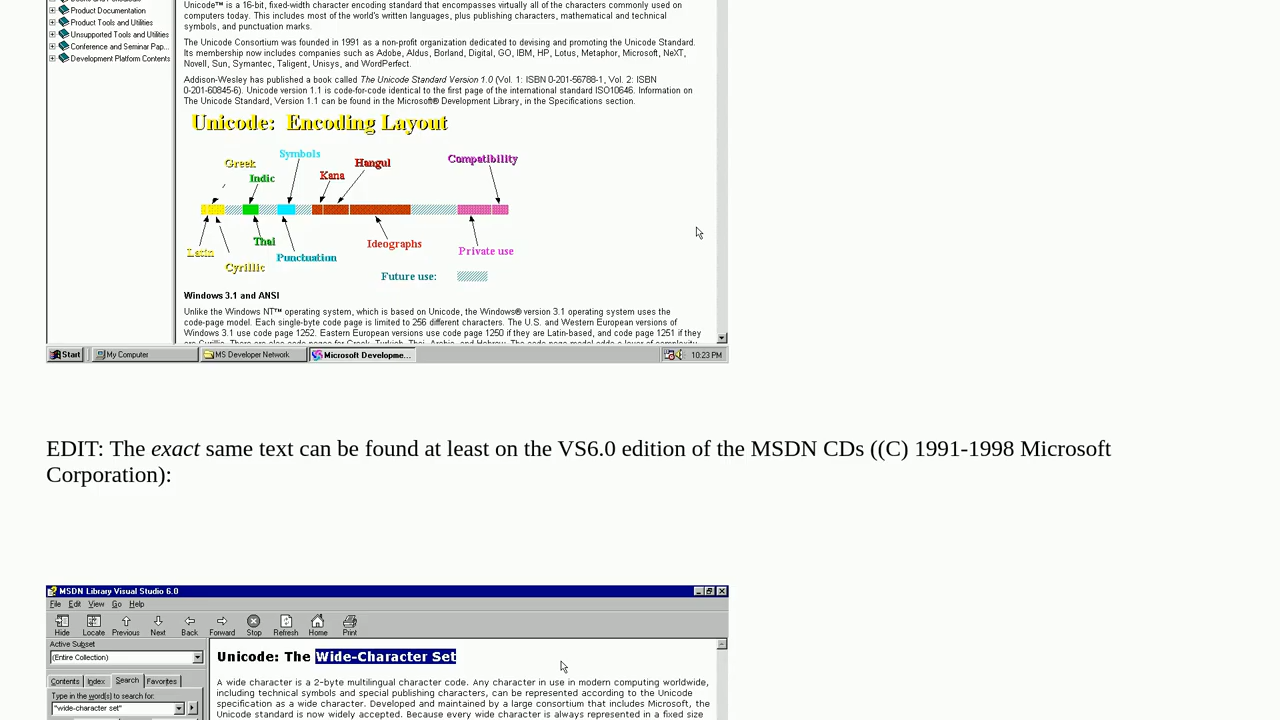 Unicode™ is a 16-bit, fixed-width character encoding standard that encompasses virtually all of the characters commonly used on
computers today. This includes most of the world's written languages, plus publishing characters, mathematical and technical
symbols, and punctuation marks.
Product Documentation
Product Tools and Utilities
Unsupported Tools and Utilities
Conference and Seminar Pap...
Development Platform Contents
The Unicode Consortium was founded in 1991 as a non-profit organization dedicated to devising and promoting the Unicode Standard.
Its membership now includes companies such as Adobe, Aldus, Borland, Digital, GO, IBM, HP, Lotus, Metaphor, Microsoft, NeXT,
Novell, Sun, Symantec, Taligent, Unisys, and WordPerfect.
Addison-Wesley has published a book called The Unicode Standard Version 1.0 (Vol. 1: ISBN 0-201-56788-1, Vol. 2: ISBN
0-201-60845-6). Unicode version 1.1 is code-for-code identical to the first page of the international standard ISO10646. Information on
The Unicode Standard, Version 1.1 can be found in the Microsoft® Development Library, in the Specifications section.
Unicode: Encoding Layout
Symbols
Greek
Hangul
Compatibility
Indic
Kana
Latin
Thai
Cyrillic
Punctuation
Ideographs
Private use
Future use:
Windows 3.1 and ANSI
Unlike the Windows NT™ operating system, which is based on Unicode, the Windows® version 3.1 operating system uses the
code-page model. Each single-byte code page is limited to 256 different characters. The U.S. and Western European versions of
Windows 3.1 use code page 1252. Eastern European versions use code page 1250 if they are Latin-based, and code page 1251 if they
Start
My Computer
MS Developer Network
Microsoft Developme...
10:23 PM
EDIT: The exact same text can be found at least on the VS6.0 edition of the MSDN CDs ((C) 1991-1998 Microsoft
Corporation):
MSDN Library Visual Studio 6.0
File Edit View Go Help
Hide Locate Previous Next Back Forward Stop Refresh Home Print
Active Subset
(Entire Collection)
Contents Index Search Favorites
Type in the word(s) to search for:
"wide-character set"
Unicode: The Wide-Character Set
A wide character is a 2-byte multilingual character code. Any character in use in modern computing worldwide,
including technical symbols and special publishing characters, can be represented according to the Unicode
specification as a wide character. Developed and maintained by a large consortium that includes Microsoft, the
Unicode standard is now widely accepted. Because every wide character is always represented in a fixed size